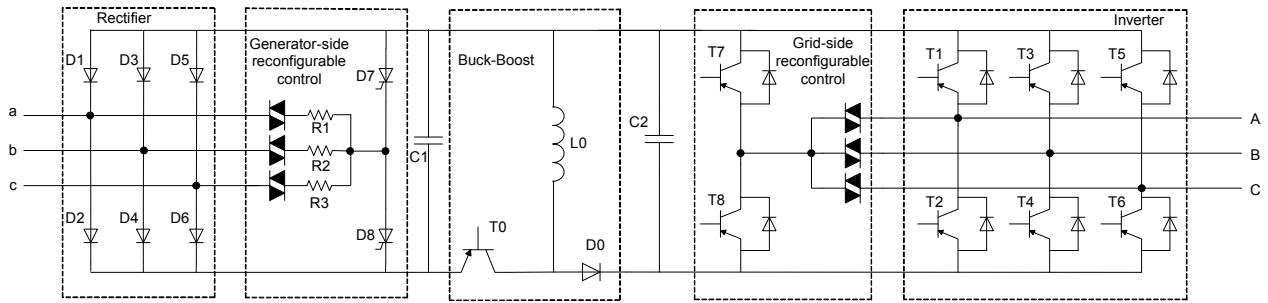 Rectifier
Generator-side
reconfigurable
control
Buck-Boost
Grid-side
reconfigurable
control
Inverter
D1
D3
D5
D7
T7
T1
T3
T5
a
b
c
R1
R2
R3
C1
L0
C2
A
B
C
D2
D4
D6
D8
T0
D0
T8
T2
T4
T6